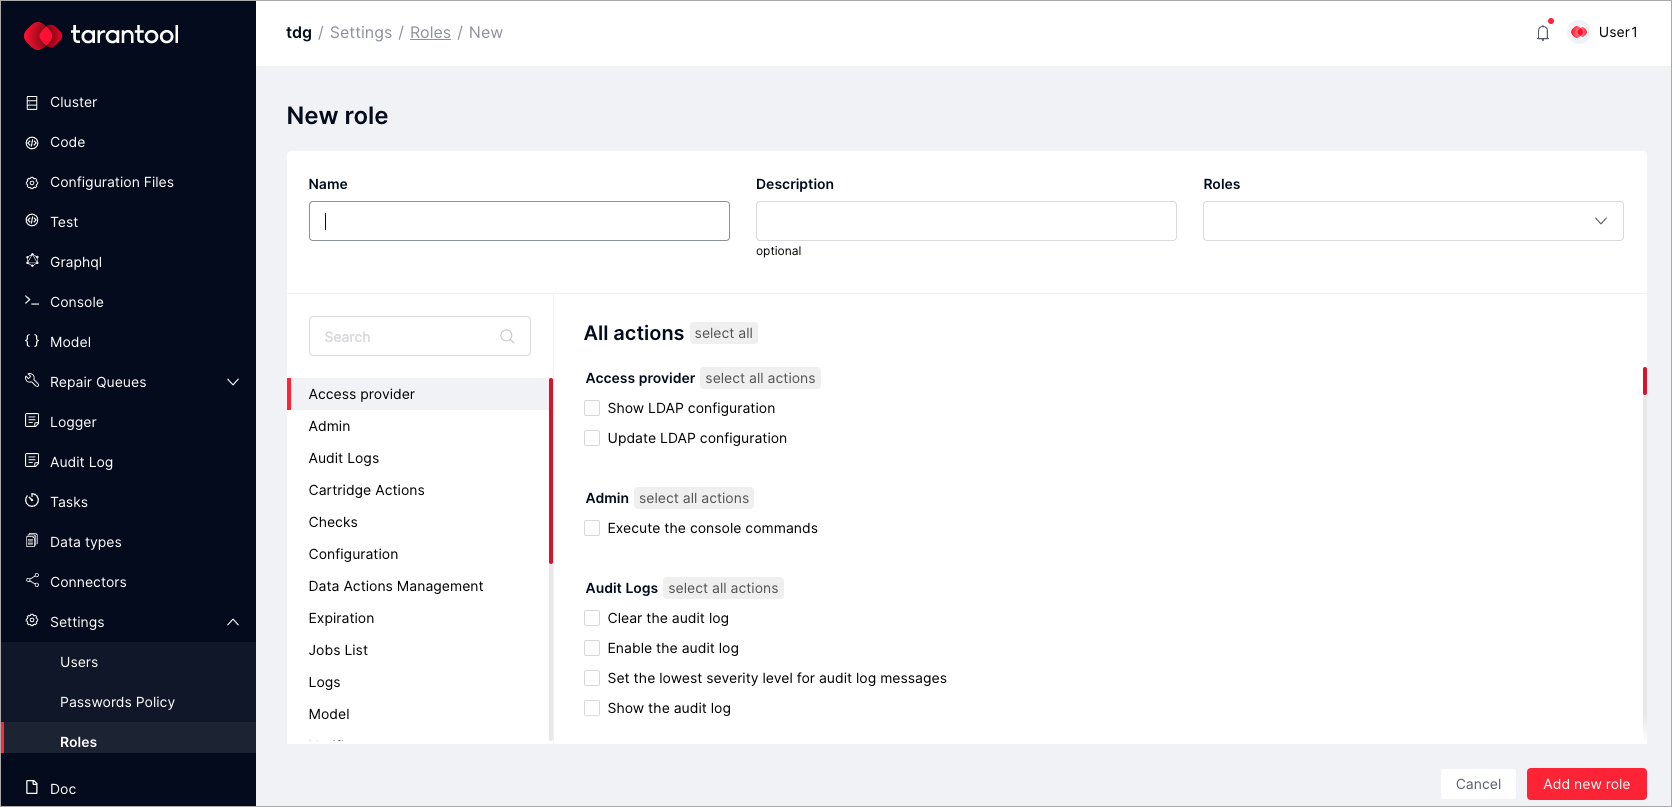 tarantool
Cluster
Code
Configuration Files
Test
Graphql
Console
Model
Repair Queues
Logger
Audit Log
Tasks
Data types
Connectors
Settings
Users
Passwords Policy
Roles
Doc
tdg / Settings / Roles / New
User1
New role
Name
Description
optional
Roles
Search
Access provider
Admin
Audit Logs
Cartridge Actions
Checks
Configuration
Data Actions Management
Expiration
Jobs List
Logs
Model
All actions select all
Access provider select all actions
Show LDAP configuration
Update LDAP configuration
Admin select all actions
Execute the console commands
Audit Logs select all actions
Clear the audit log
Enable the audit log
Set the lowest severity level for audit log messages
Show the audit log
Cancel
Add new role